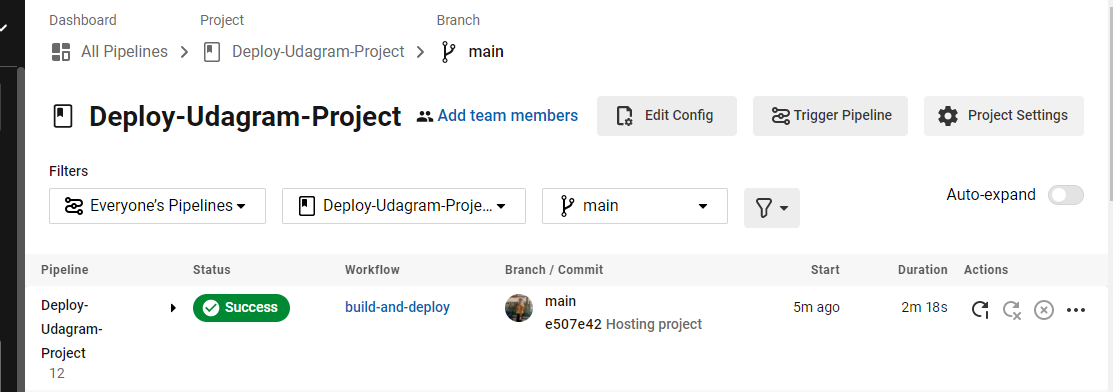 Dashboard Project Branch
All Pipelines Deploy-Udagram-Project main
Deploy-Udagram-Project Add team members Edit Config Trigger Pipeline Project Settings
Filters
Everyone's Pipelines Deploy-Udagram-Proje... main Auto-expand
Pipeline Status Workflow Branch / Commit Start Duration Actions
Deploy-Udagram-Project 12 Success build-and-deploy main e507e42 Hosting project 5m ago 2m 18s